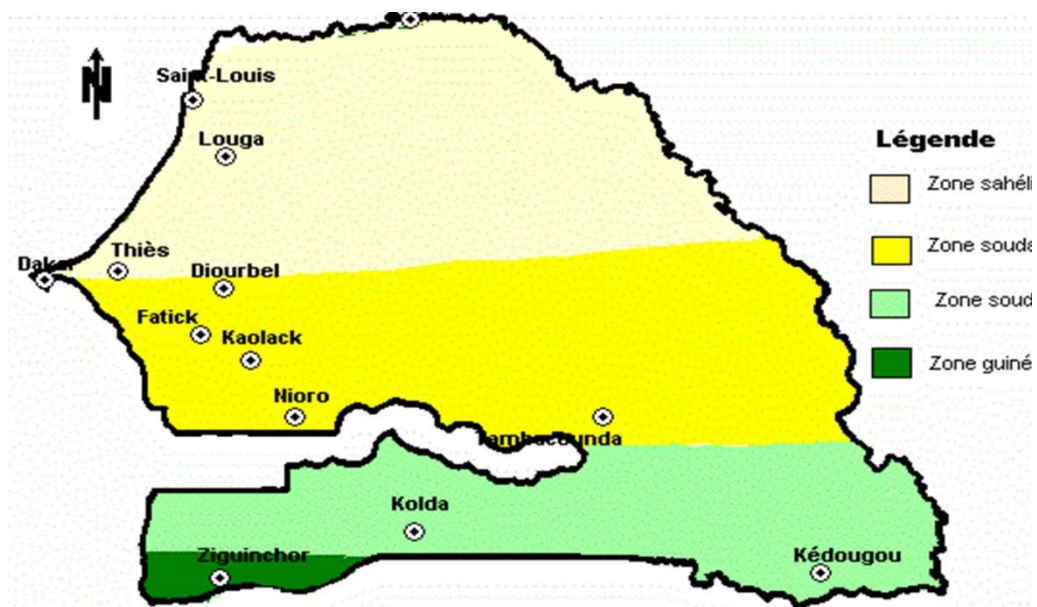 N
Saint-Louis
Louga
Thiès
Dakar
Diourbel
Fatick
Kaolack
Nioro
Tambacounda
Kolda
Ziguinchor
Kédougou
Légende
Zone sahéli
Zone souda
Zone soud
Zone guiné